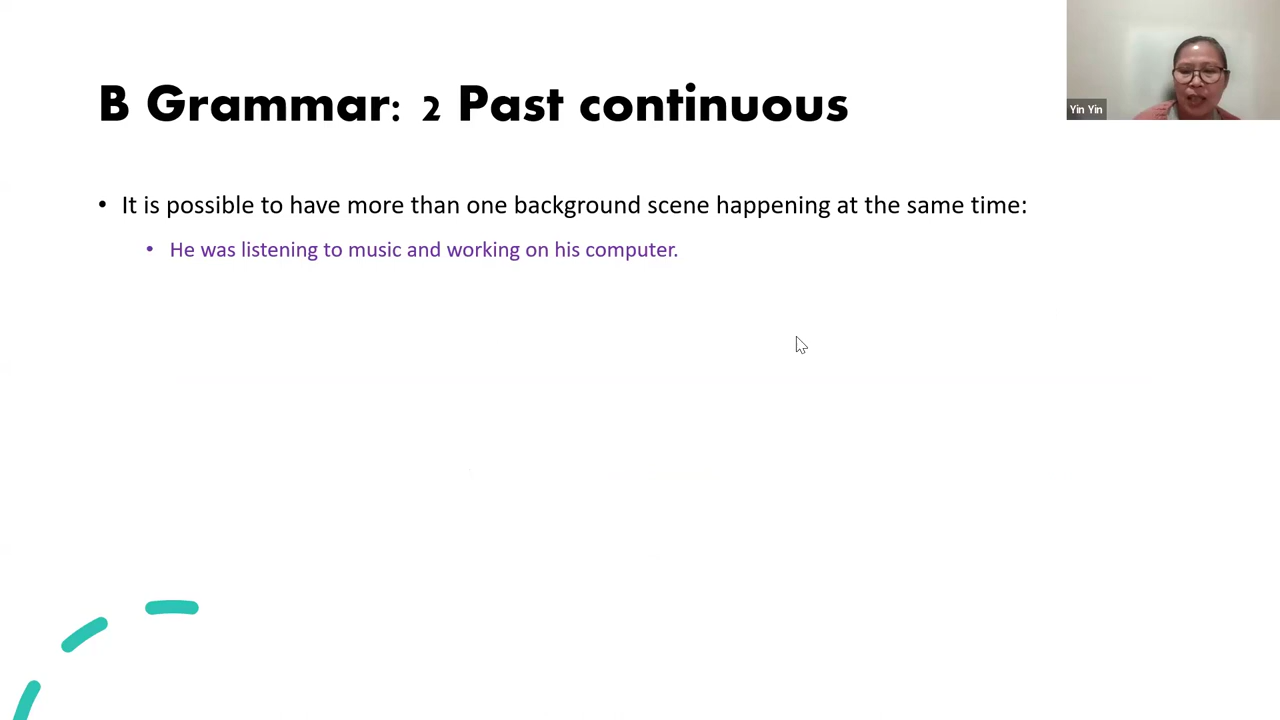 B Grammar: 2 Past continuous
Yin Yin
• It is possible to have more than one background scene happening at the same time:
• He was listening to music and working on his computer.